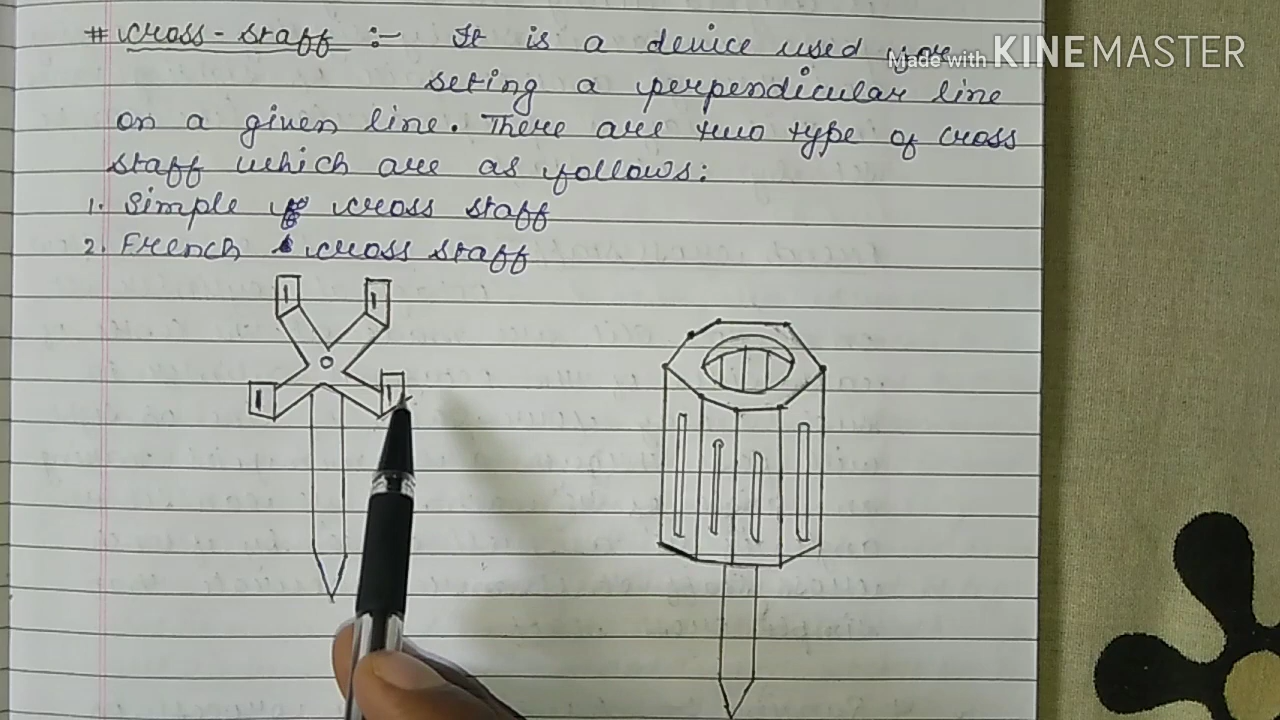 # Cross-staff :- It is a device used for
Made with KINEMASTER
seting a perpendicular line
on a given line. There are two type of cross
staff which are as follows:
1. Simple cross staff
2. French cross staff